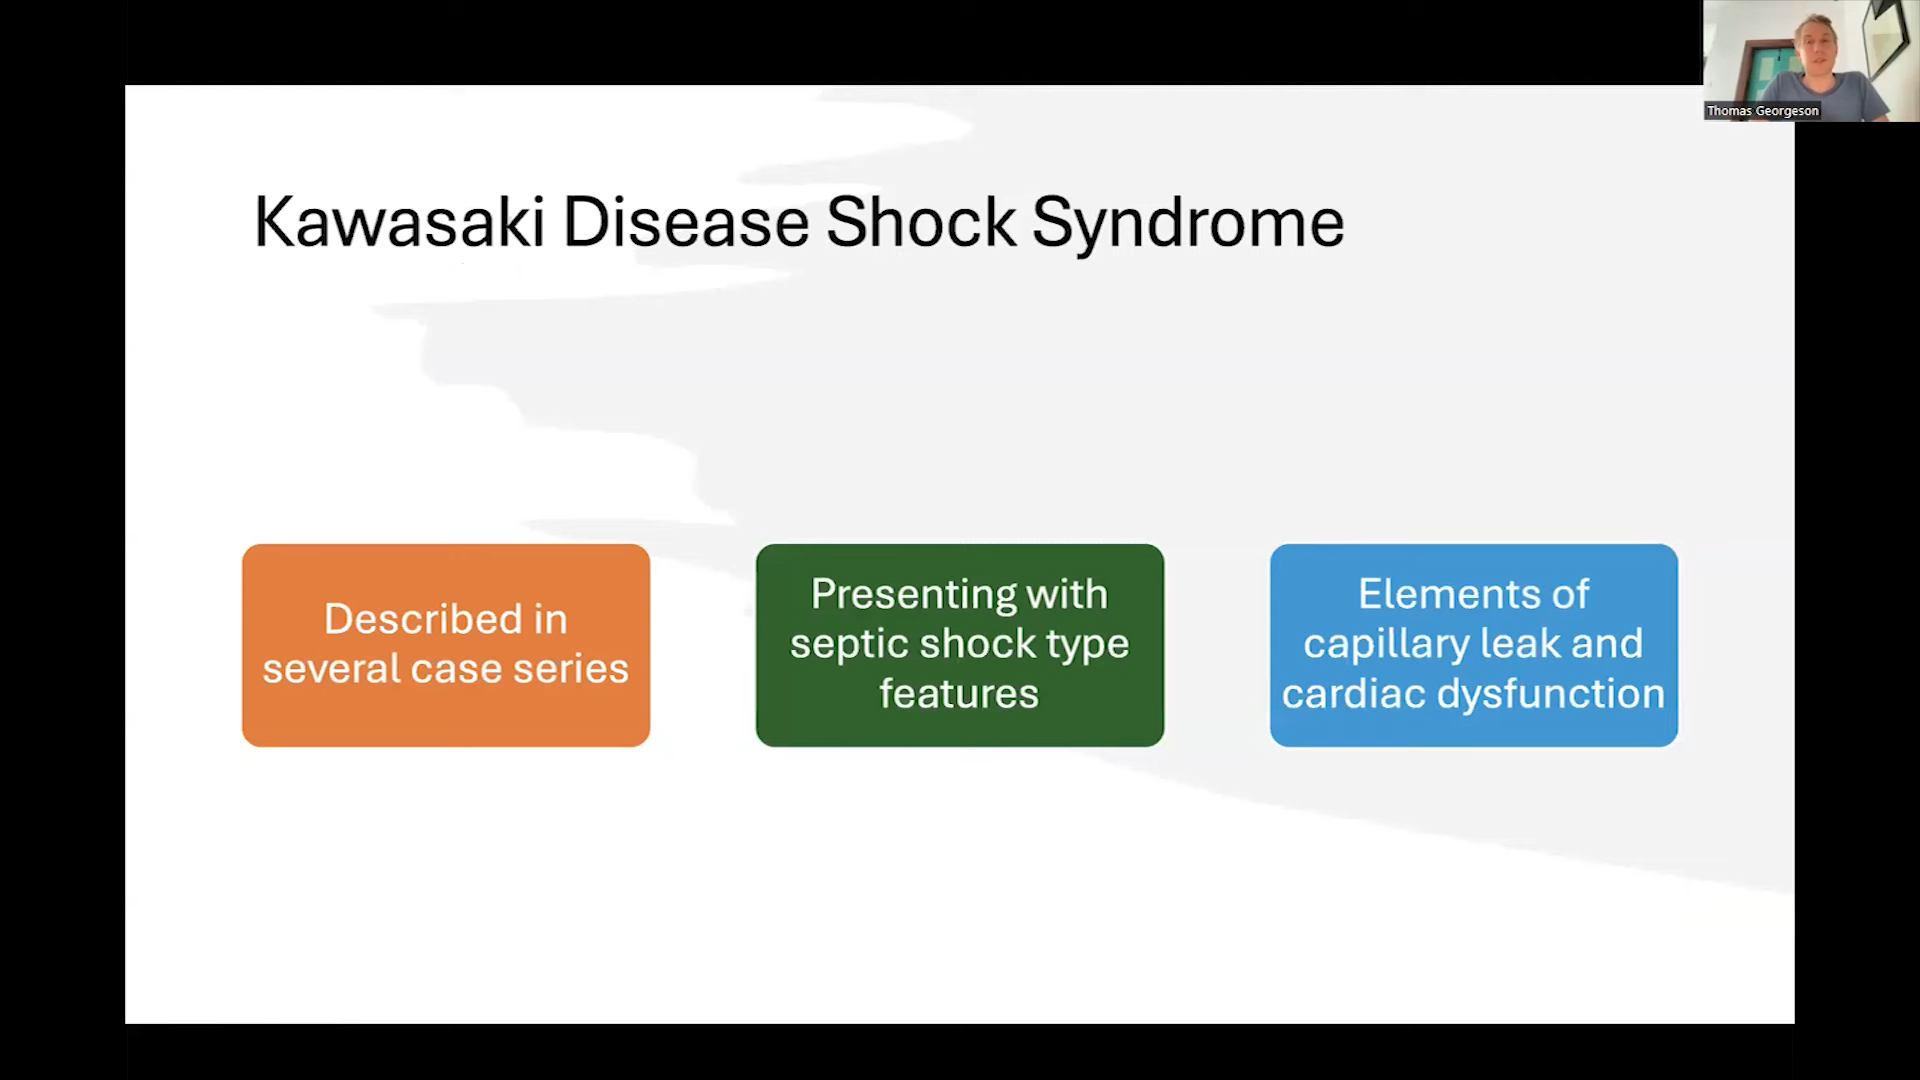 Thomas Georgeson
Kawasaki Disease Shock Syndrome
Described in
several case series
Presenting with
septic shock type
features
Elements of
capillary leak and
cardiac dysfunction